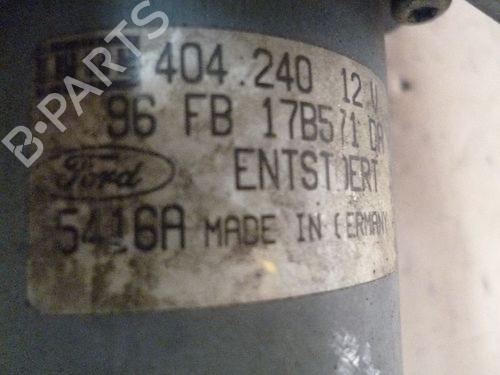 404.240 12 V
96 FB 17B571 DA
Ford
ENTSTOERT
5416A MADE IN GERMANY
B-PARTS